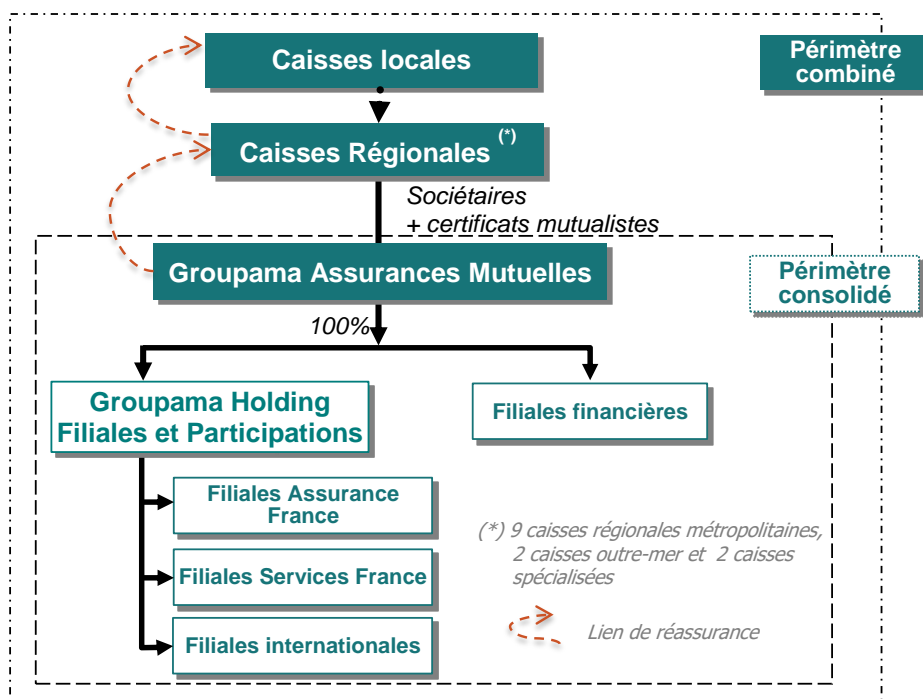 Caisses locales
Périmètre
combiné
Caisses Régionales (*)
Sociétaires
+ certificats mutualistes
Groupama Assurances Mutuelles
Périmètre
consolidé
100%
Groupama Holding
Filiales et Participations
Filiales financières
Filiales Assurance
France
(*) 9 caisses régionales métropolitaines,
2 caisses outre-mer et 2 caisses
spécialisées
Filiales Services France
Filiales internationales
Lien de réassurance